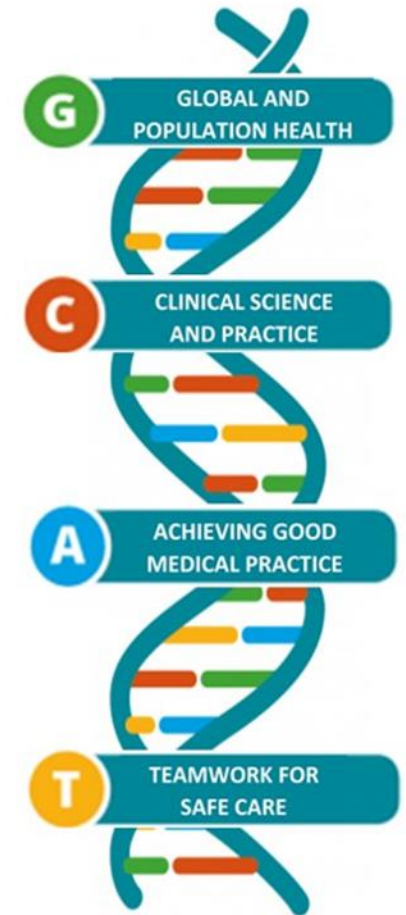 G
GLOBAL AND
POPULATION HEALTH
C
CLINICAL SCIENCE
AND PRACTICE
A
ACHIEVING GOOD
MEDICAL PRACTICE
T
TEAMWORK FOR
SAFE CARE